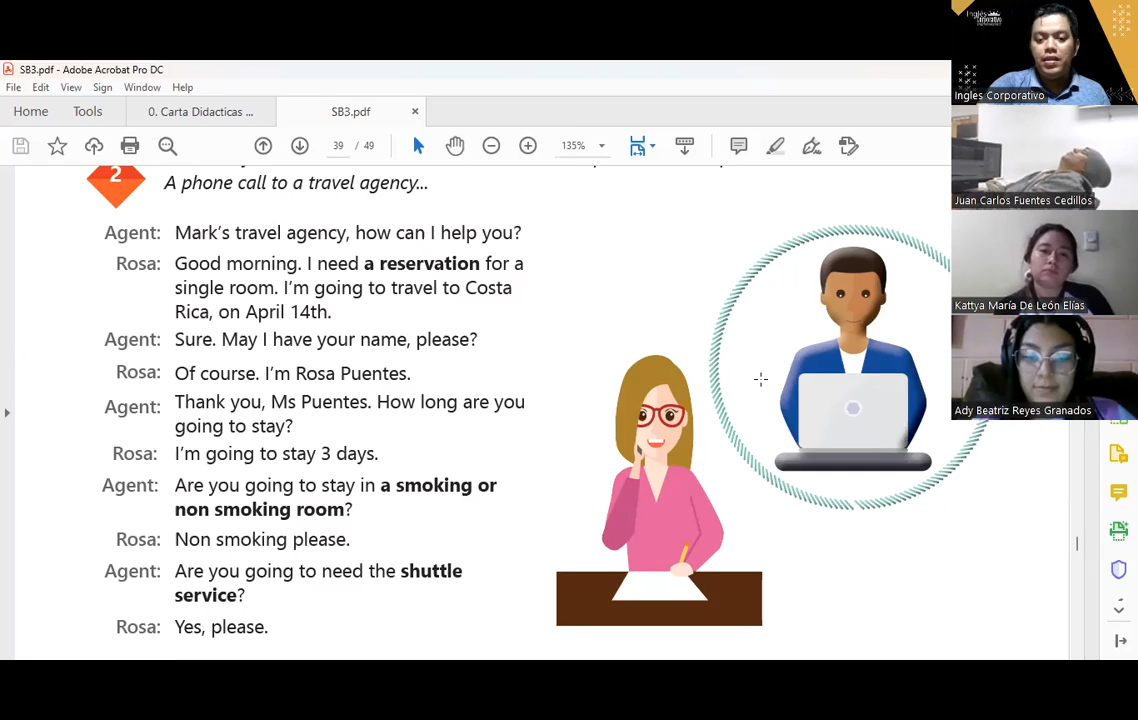 Inglés
Corporativo
SB3.pdf - Adobe Acrobat Pro DC
File Edit View Sign Window Help
Ingles Corporativo
Home Tools 0. Carta Didacticas ... SB3.pdf ×
39 / 49 135%
2
A phone call to a travel agency...
Juan Carlos Fuentes Cedillos
Agent: Mark's travel agency, how can I help you?
Rosa: Good morning. I need a reservation for a
single room. I'm going to travel to Costa
Rica, on April 14th.
Kattya María De León Elías
Agent: Sure. May I have your name, please?
Rosa: Of course. I'm Rosa Puentes.
Agent: Thank you, Ms Puentes. How long are you
going to stay?
Ady Beatriz Reyes Granados
Rosa: I'm going to stay 3 days.
Agent: Are you going to stay in a smoking or
non smoking room?
Rosa: Non smoking please.
Agent: Are you going to need the shuttle
service?
Rosa: Yes, please.